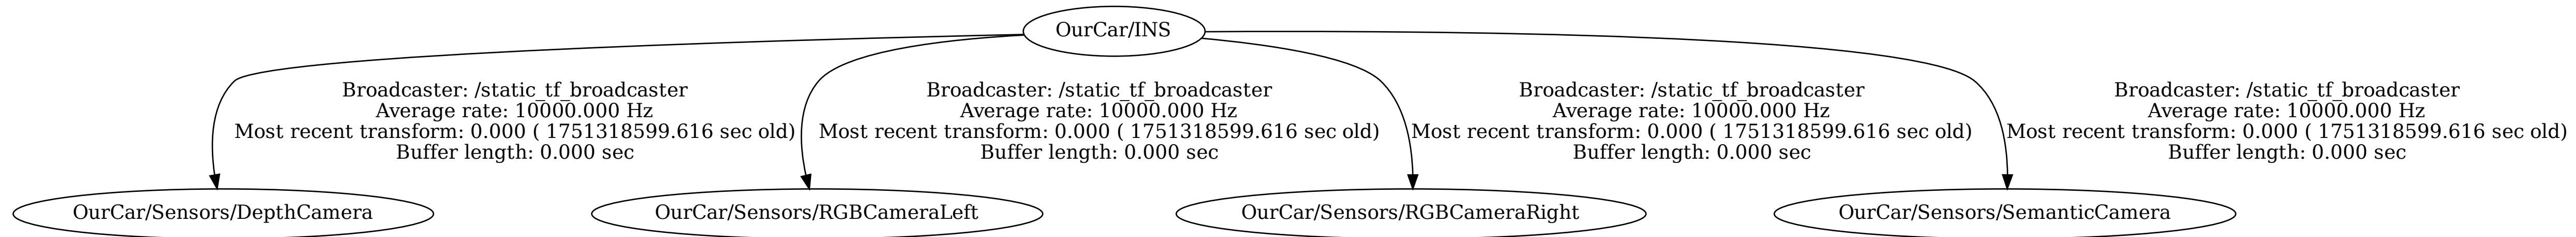 OurCar/INS
Broadcaster: /static_tf_broadcaster
Average rate: 10000.000 Hz
Most recent transform: 0.000 ( 1751318599.616 sec old)
Buffer length: 0.000 sec
Broadcaster: /static_tf_broadcaster
Average rate: 10000.000 Hz
Most recent transform: 0.000 ( 1751318599.616 sec old)
Buffer length: 0.000 sec
Broadcaster: /static_tf_broadcaster
Average rate: 10000.000 Hz
Most recent transform: 0.000 ( 1751318599.616 sec old)
Buffer length: 0.000 sec
Broadcaster: /static_tf_broadcaster
Average rate: 10000.000 Hz
Most recent transform: 0.000 ( 1751318599.616 sec old)
Buffer length: 0.000 sec
OurCar/Sensors/DepthCamera
OurCar/Sensors/RGBCameraLeft
OurCar/Sensors/RGBCameraRight
OurCar/Sensors/SemanticCamera